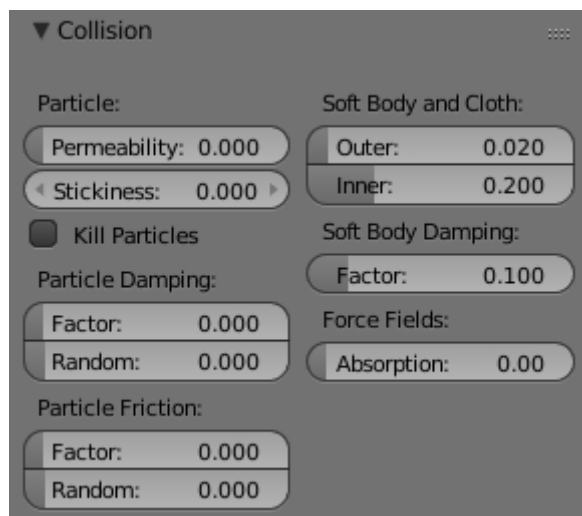 Collision
Particle:
Permeability: 0.000
Stickiness: 0.000
Kill Particles
Particle Damping:
Factor: 0.000
Random: 0.000
Particle Friction:
Factor: 0.000
Random: 0.000
Soft Body and Cloth:
Outer: 0.020
Inner: 0.200
Soft Body Damping:
Factor: 0.100
Force Fields:
Absorption: 0.00